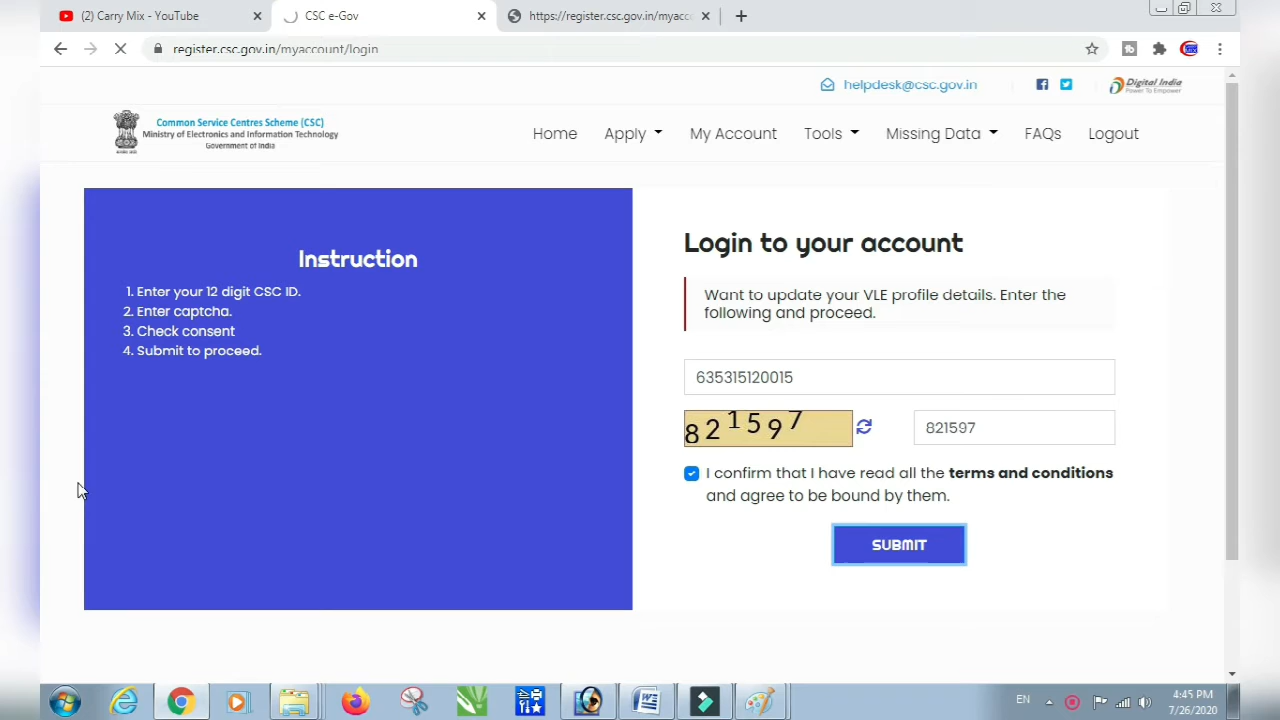 (2) Carry Mix - YouTube
CSC e-Gov
https://register.csc.gov.in/myacco
register.csc.gov.in/myaccount/login
helpdesk@csc.gov.in
Digital India
Power To Empower
Common Service Centres Scheme (CSC)
Ministry of Electronics and Information Technology
Government of India
Home Apply My Account Tools Missing Data FAQs Logout
Instruction
1. Enter your 12 digit CSC ID.
2. Enter captcha.
3. Check consent
4. Submit to proceed.
Login to your account
Want to update your VLE profile details. Enter the
following and proceed.
635315120015
821597
821597
I confirm that I have read all the terms and conditions
and agree to be bound by them.
SUBMIT
EN
4:45 PM
7/26/2020